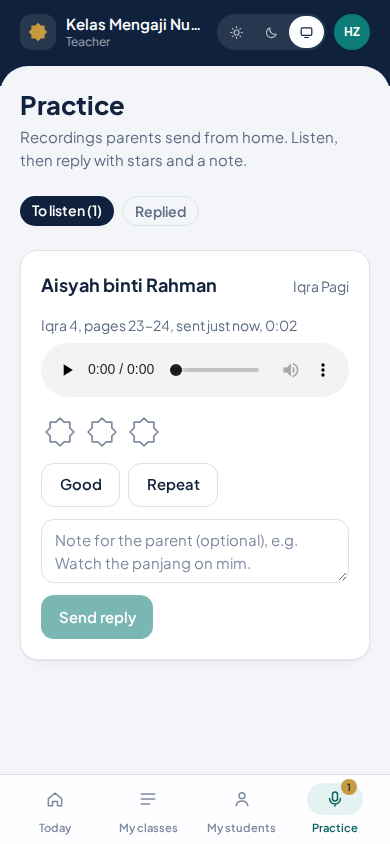 Kelas Mengaji Nu...
Teacher
HZ
Practice
Recordings parents send from home. Listen,
then reply with stars and a note.
To listen (1)
Replied
Aisyah binti Rahman
Iqra Pagi
Iqra 4, pages 23–24, sent just now, 0:02
0:00 / 0:00
Good
Repeat
Note for the parent (optional), e.g.
Watch the panjang on mim.
Send reply
1
Today
My classes
My students
Practice